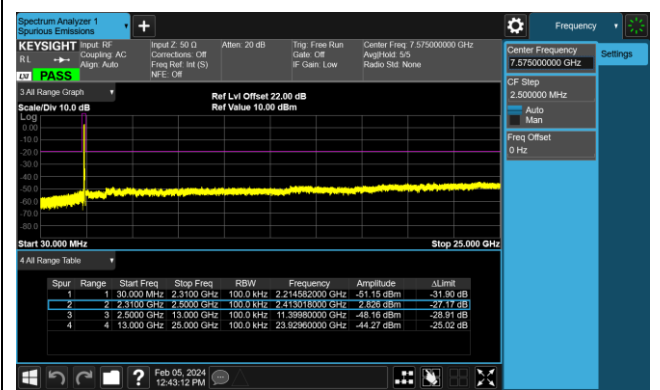 Spectrum Analyzer 1
Spurious Emissions
Frequency
KEYSIGHT
Input: RF
Coupling: AC
Align: Auto
Input Z: 50 Ω
Corrections: Off
Freq Ref: Int (S)
NFE: Off
Atten: 20 dB
Trig: Free Run
Gate: Off
IF Gain: Low
Center Freq: 7.575000000 GHz
Avg|Hold: 5/5
Radio Std: None
RL
LXI PASS
Center Frequency
7.575000000 GHz
Settings
CF Step
2.500000 MHz
Auto
Man
Freq Offset
0 Hz
3 All Range Graph
Scale/Div 10.0 dB
Ref Lvl Offset 22.00 dB
Ref Value 10.00 dBm
Log
0.00
-10.0
-20.0
-30.0
-40.0
-50.0
-60.0
-70.0
-80.0
Start 30.000 MHz Stop 25.000 GHz
4 All Range Table
Spur Range Start Freq Stop Freq RBW Frequency Amplitude ΔLimit
1 1 30.000 MHz 2.3100 GHz 100.0 kHz 2.214582000 GHz -51.15 dBm -31.90 dB
2 2 2.3100 GHz 2.5000 GHz 100.0 kHz 2.413018000 GHz 2.826 dBm -27.17 dB
3 3 2.5000 GHz 13.000 GHz 100.0 kHz 11.39980000 GHz -48.16 dBm -28.91 dB
4 4 13.000 GHz 25.000 GHz 100.0 kHz 23.92960000 GHz -44.27 dBm -25.02 dB
Feb 05, 2024
12:43:12 PM